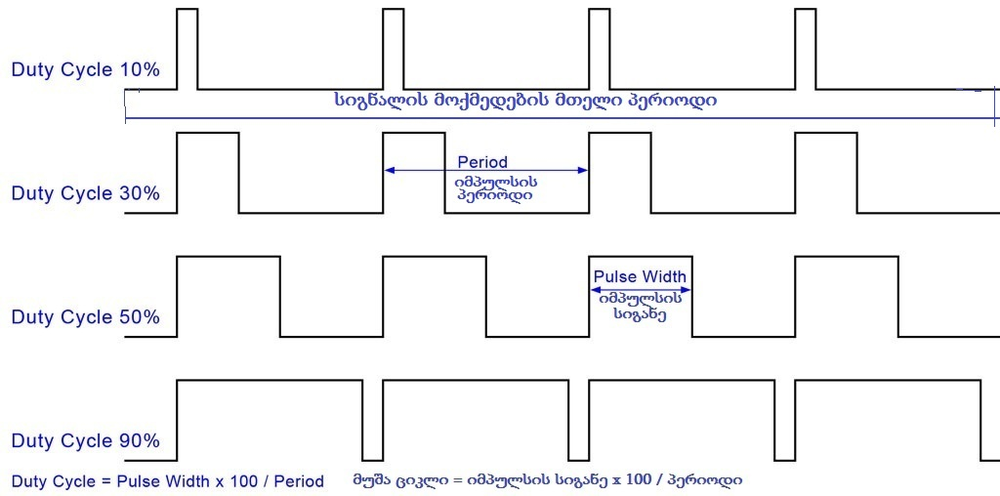 Duty Cycle 10%
სიგნალის მოქმედების მთელი პერიოდი
Duty Cycle 30%
Period
იმპულსის
პერიოდი
Duty Cycle 50%
Pulse Width
იმპულსის
სიგანე
Duty Cycle 90%
Duty Cycle = Pulse Width x 100 / Period
მუშა ციკლი = იმპულსის სიგანე x 100 / პერიოდი